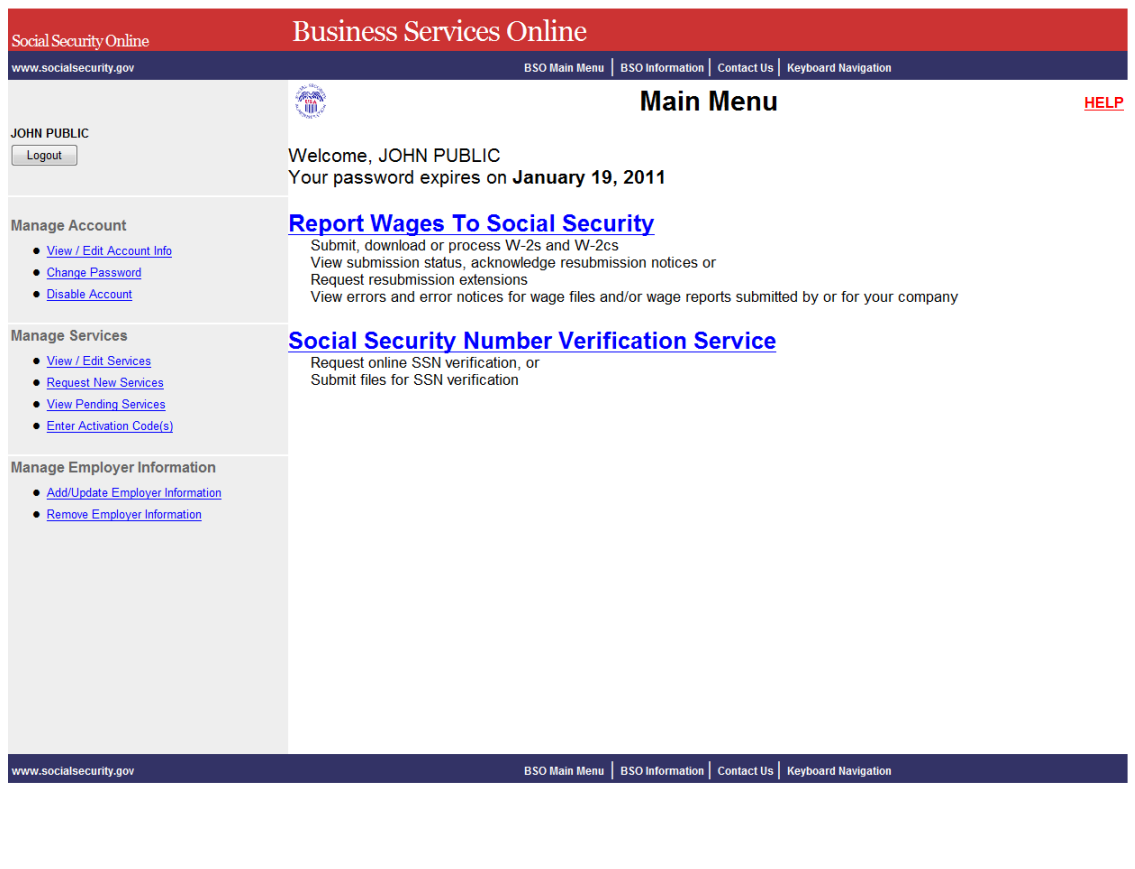 Social Security Online
Business Services Online
www.socialsecurity.gov
BSO Main Menu | BSO Information | Contact Us | Keyboard Navigation
JOHN PUBLIC
Logout
Manage Account
View / Edit Account Info
Change Password
Disable Account
Manage Services
View / Edit Services
Request New Services
View Pending Services
Enter Activation Code(s)
Manage Employer Information
Add/Update Employer Information
Remove Employer Information
USA
Main Menu
HELP
Welcome, JOHN PUBLIC
Your password expires on January 19, 2011
Report Wages To Social Security
Submit, download or process W-2s and W-2cs
View submission status, acknowledge resubmission notices or
Request resubmission extensions
View errors and error notices for wage files and/or wage reports submitted by or for your company
Social Security Number Verification Service
Request online SSN verification, or
Submit files for SSN verification
www.socialsecurity.gov
BSO Main Menu | BSO Information | Contact Us | Keyboard Navigation